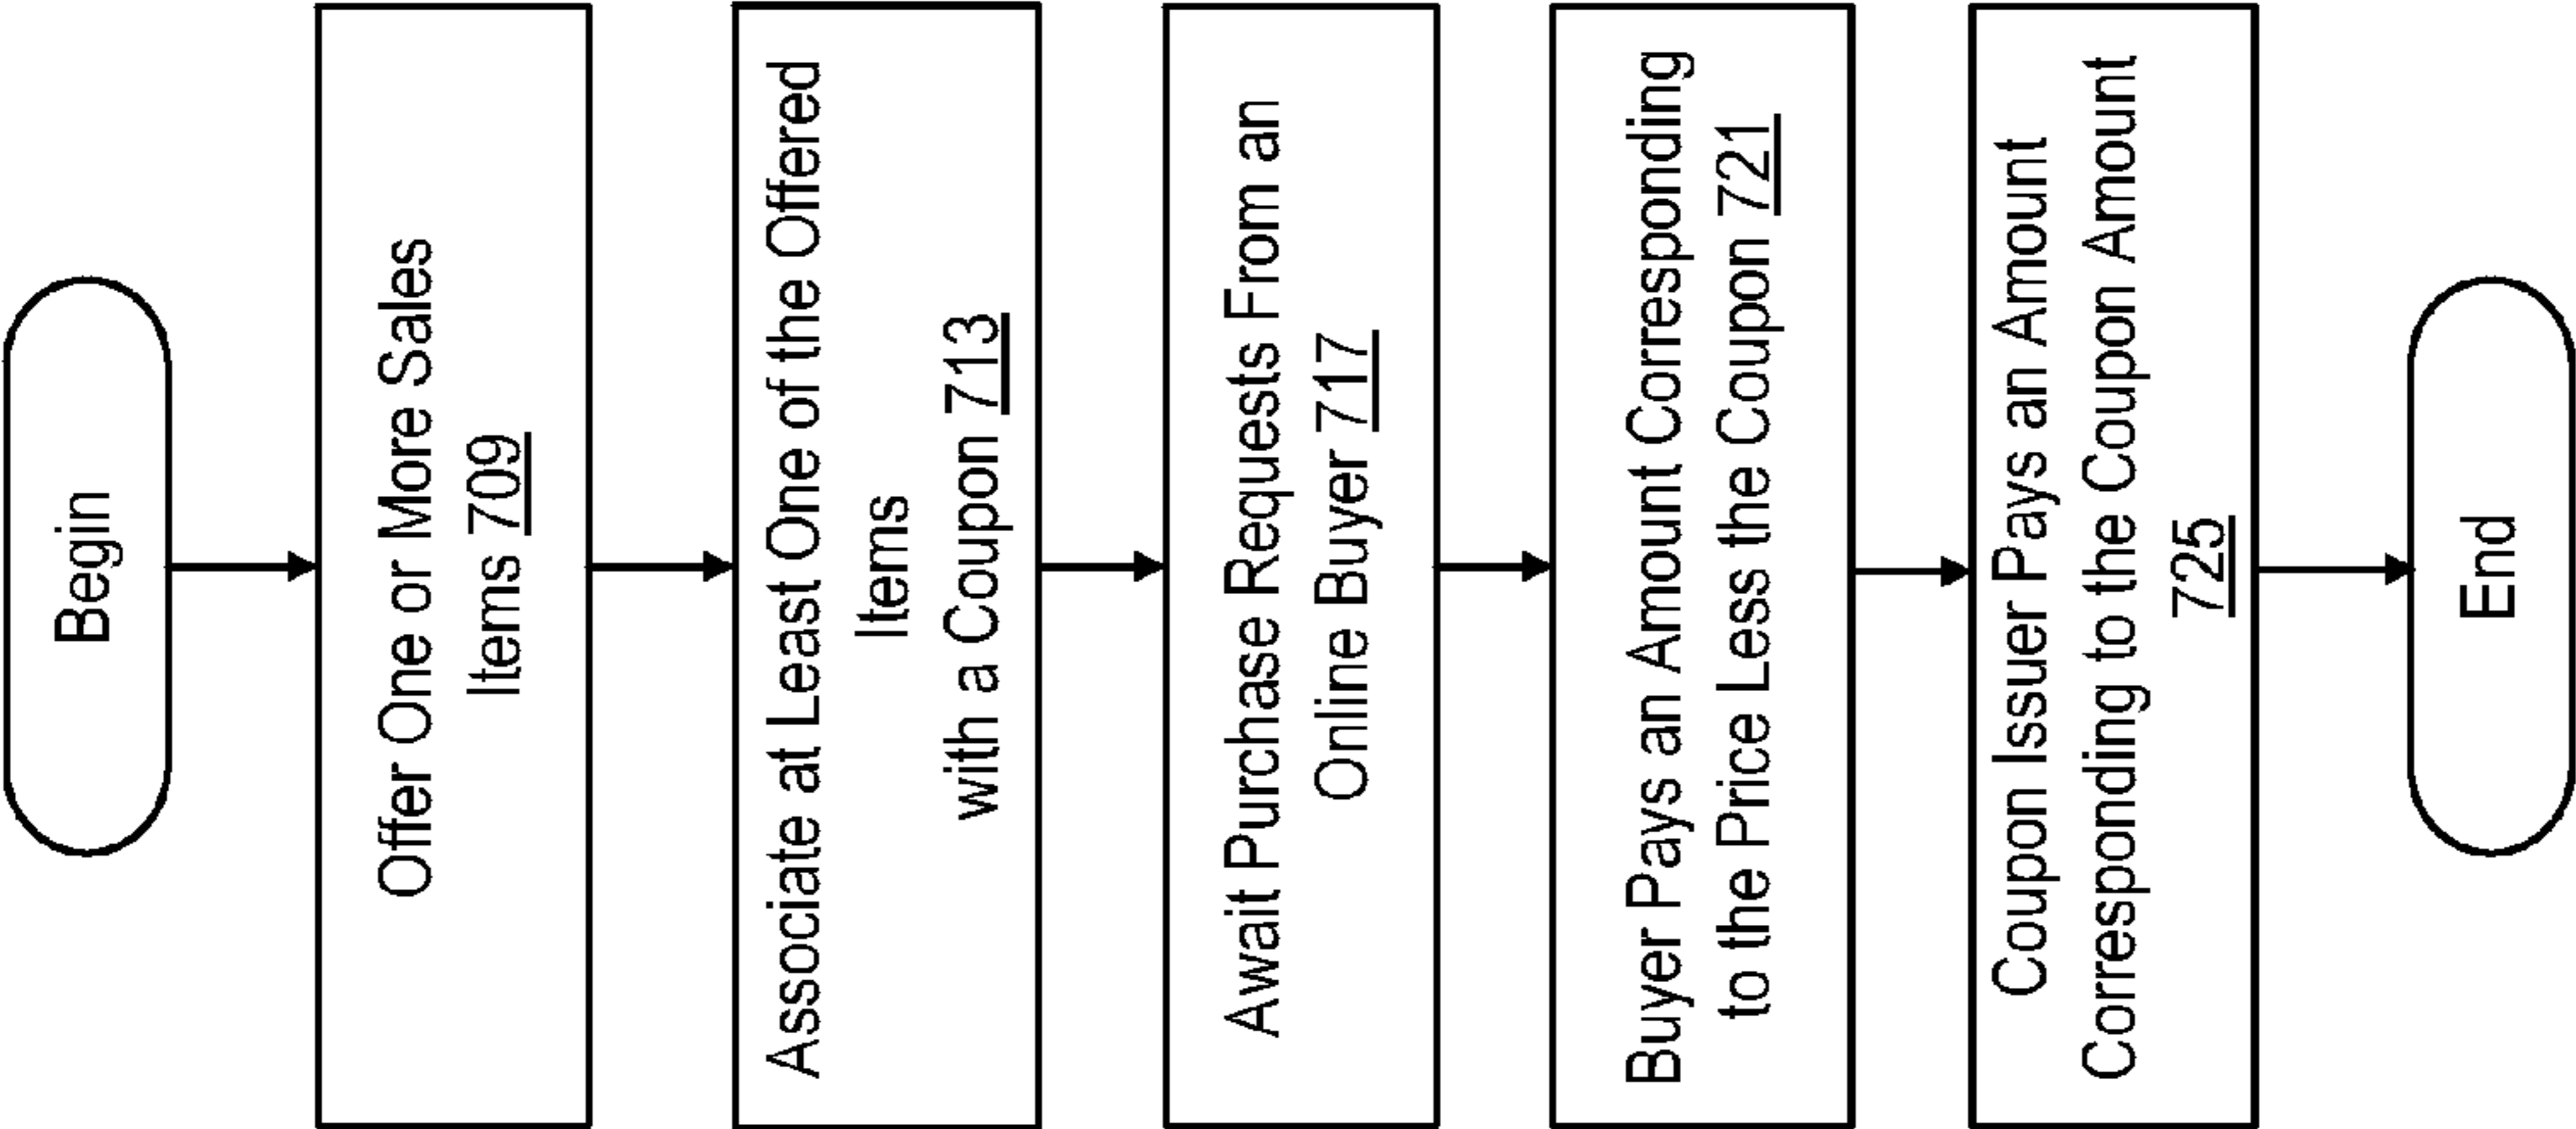 Begin
Offer One or More Sales
Items 709
Associate at Least One of the Offered
Items
with a Coupon 713
Await Purchase Requests From an
Online Buyer 717
Buyer Pays an Amount Corresponding
to the Price Less the Coupon 721
Coupon Issuer Pays an Amount
Corresponding to the Coupon Amount
725
End